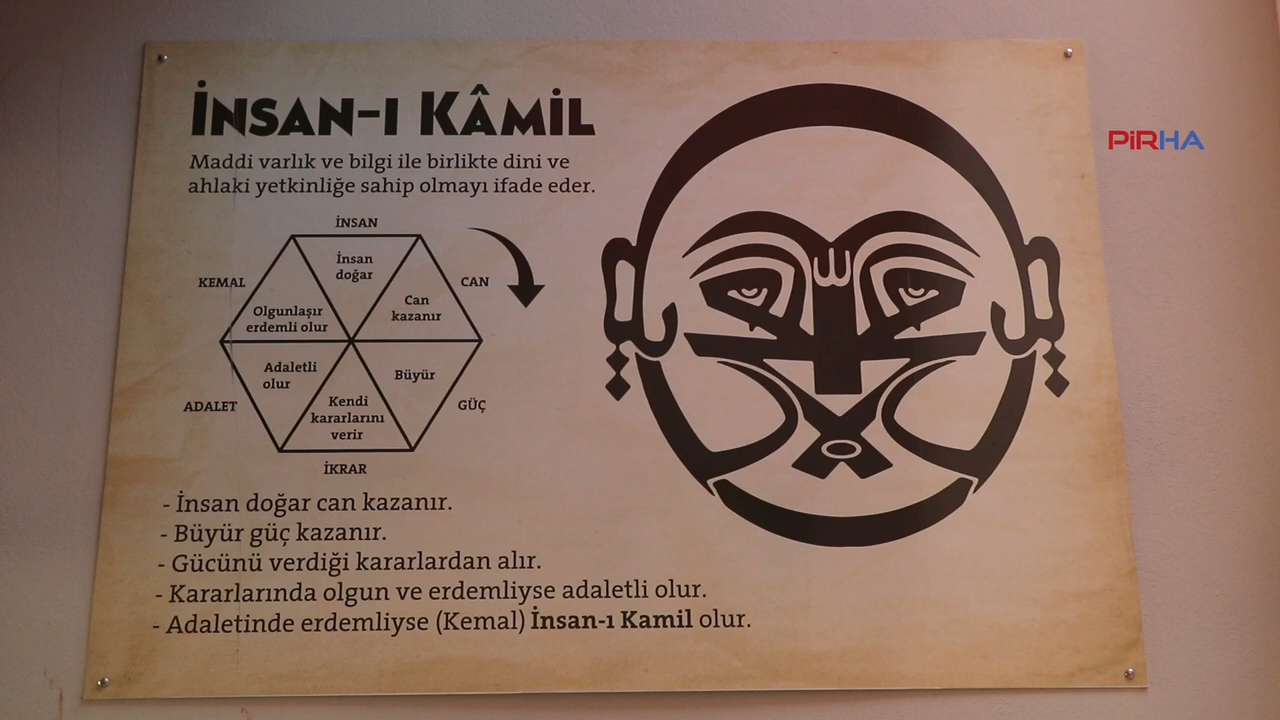 İNSAN-I KÂMİL
Maddi varlık ve bilgi ile birlikte dini ve
ahlaki yetkinliğe sahip olmayı ifade eder.
PİRHA
İNSAN
İnsan
doğar
KEMAL
CAN
Olgunlaşır
erdemli olur
Can
kazanır
Adaletli
olur
Büyür
Kendi
kararlarını
verir
ADALET
GÜÇ
İKRAR
- İnsan doğar can kazanır.
- Büyür güç kazanır.
- Gücünü verdiği kararlardan alır.
- Kararlarında olgun ve erdemliyse adaletli olur.
- Adaletinde erdemliyse (Kemal) İnsan-ı Kamil olur.